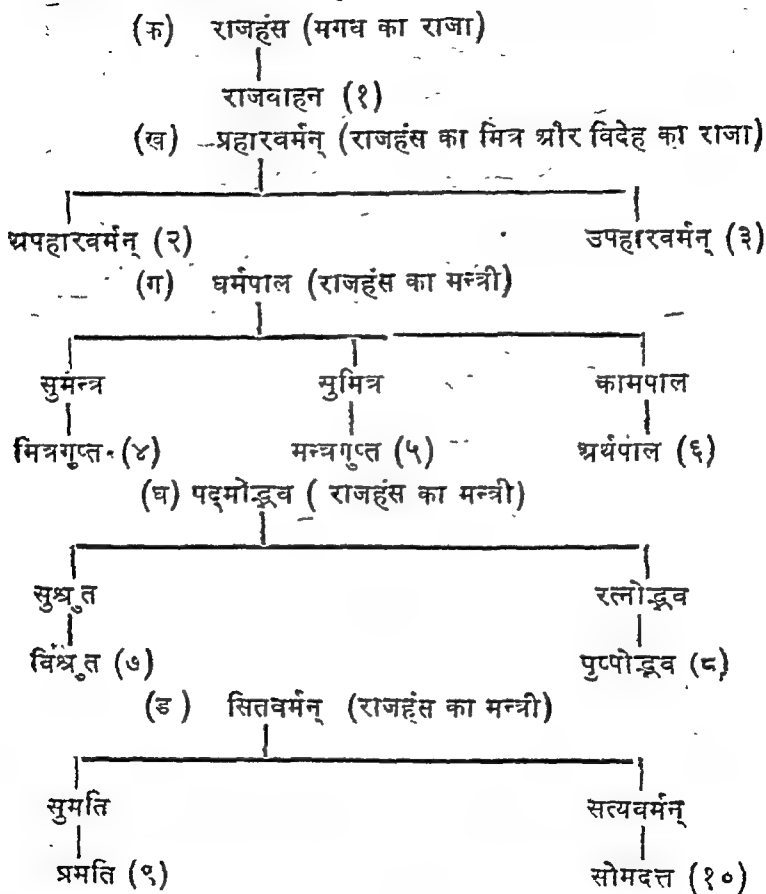 (क) राजहंस (मगध का राजा)
राजवाहन (१)
(ख) प्रहारवर्मन् (राजहंस का मित्र और विदेह का राजा)
अपहारवर्मन् (२) उपहारवर्मन् (३)
(ग) धर्मपाल (राजहंस का मन्त्री)
सुमन्त्र सुमित्र कामपाल
मित्रगुप्त (४) मन्त्रगुप्त (५) अर्थपाल (६)
(घ) पद्मोद्भव ( राजहंस का मन्त्री)
सुश्रुत रत्नोद्भव
विश्रुत (७) पुष्पोद्भव (८)
(ङ ) सितवर्मन् (राजहंस का मन्त्री)
सुमति सत्यवर्मन्
प्रमति (९) सोमदत्त (१०)